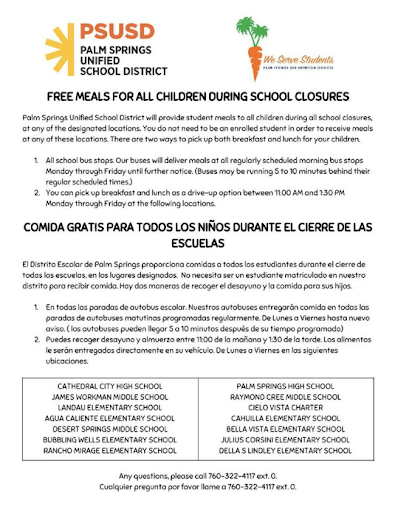 PSUSD
PALM SPRINGS
UNIFIED
SCHOOL DISTRICT
We Serve Students
PALM SPRINGS USD NUTRITION SERVICES
FREE MEALS FOR ALL CHILDREN DURING SCHOOL CLOSURES
Palm Springs Unified School District will provide student meals to all children during all school closures,
at any of the designated locations. You do not need to be an enrolled student in order to receive meals
at any of these locations. There are two ways to pick up both breakfast and lunch for your children.
1. All school bus stops. Our buses will deliver meals at all regularly scheduled morning bus stops
Monday through Friday until further notice. (Buses may be running 5 to 10 minutes behind their
regular scheduled times.)
2. You can pick up breakfast and lunch as a drive-up option between 11:00 AM and 1:30 PM
Monday through Friday at the following locations.
COMIDA GRATIS PARA TODOS LOS NIÑOS DURANTE EL CIERRE DE LAS
ESCUELAS
El Distrito Escolar de Palm Springs proporciona comidas a todos los estudiantes durante el cierre de
todas las escuelas, en los lugares designados. No necesita ser un estudiante matriculado en nuestro
distrito para recibir comida. Hay dos maneras de recoger el desayuno y la comida para sus hijos.
1. En todas las paradas de autobus escolar. Nuestros autobuses entregarán comida en todas las
paradas de autobuses matutinas programadas regularmente. De Lunes a Viernes hasta nuevo
aviso. ( los autobuses pueden llegar 5 a 10 minutos después de su tiempo programado)
2. Puedes recoger desayuno y almuerzo entre 11:00 de la mañana y 1:30 de la tarde. Los alimentos
le serán entregados directamente en su vehículo. De Lunes a Viernes en las siguientes
ubicaciones.
CATHEDRAL CITY HIGH SCHOOL
JAMES WORKMAN MIDDLE SCHOOL
LANDAU ELEMENTARY SCHOOL
AGUA CALIENTE ELEMENTARY SCHOOL
DESERT SPRINGS MIDDLE SCHOOL
BUBBLING WELLS ELEMENTARY SCHOOL
RANCHO MIRAGE ELEMENTARY SCHOOL
PALM SPRINGS HIGH SCHOOL
RAYMOND CREE MIDDLE SCHOOL
CIELO VISTA CHARTER
CAHUILLA ELEMENTARY SCHOOL
BELLA VISTA ELEMENTARY SCHOOL
JULIUS CORSINI ELEMENTARY SCHOOL
DELLA S LINDLEY ELEMENTARY SCHOOL
Any questions, please call 760-322-4117 ext. 0.
Cualquier pregunta por favor llame a 760-322-4117 ext. 0.